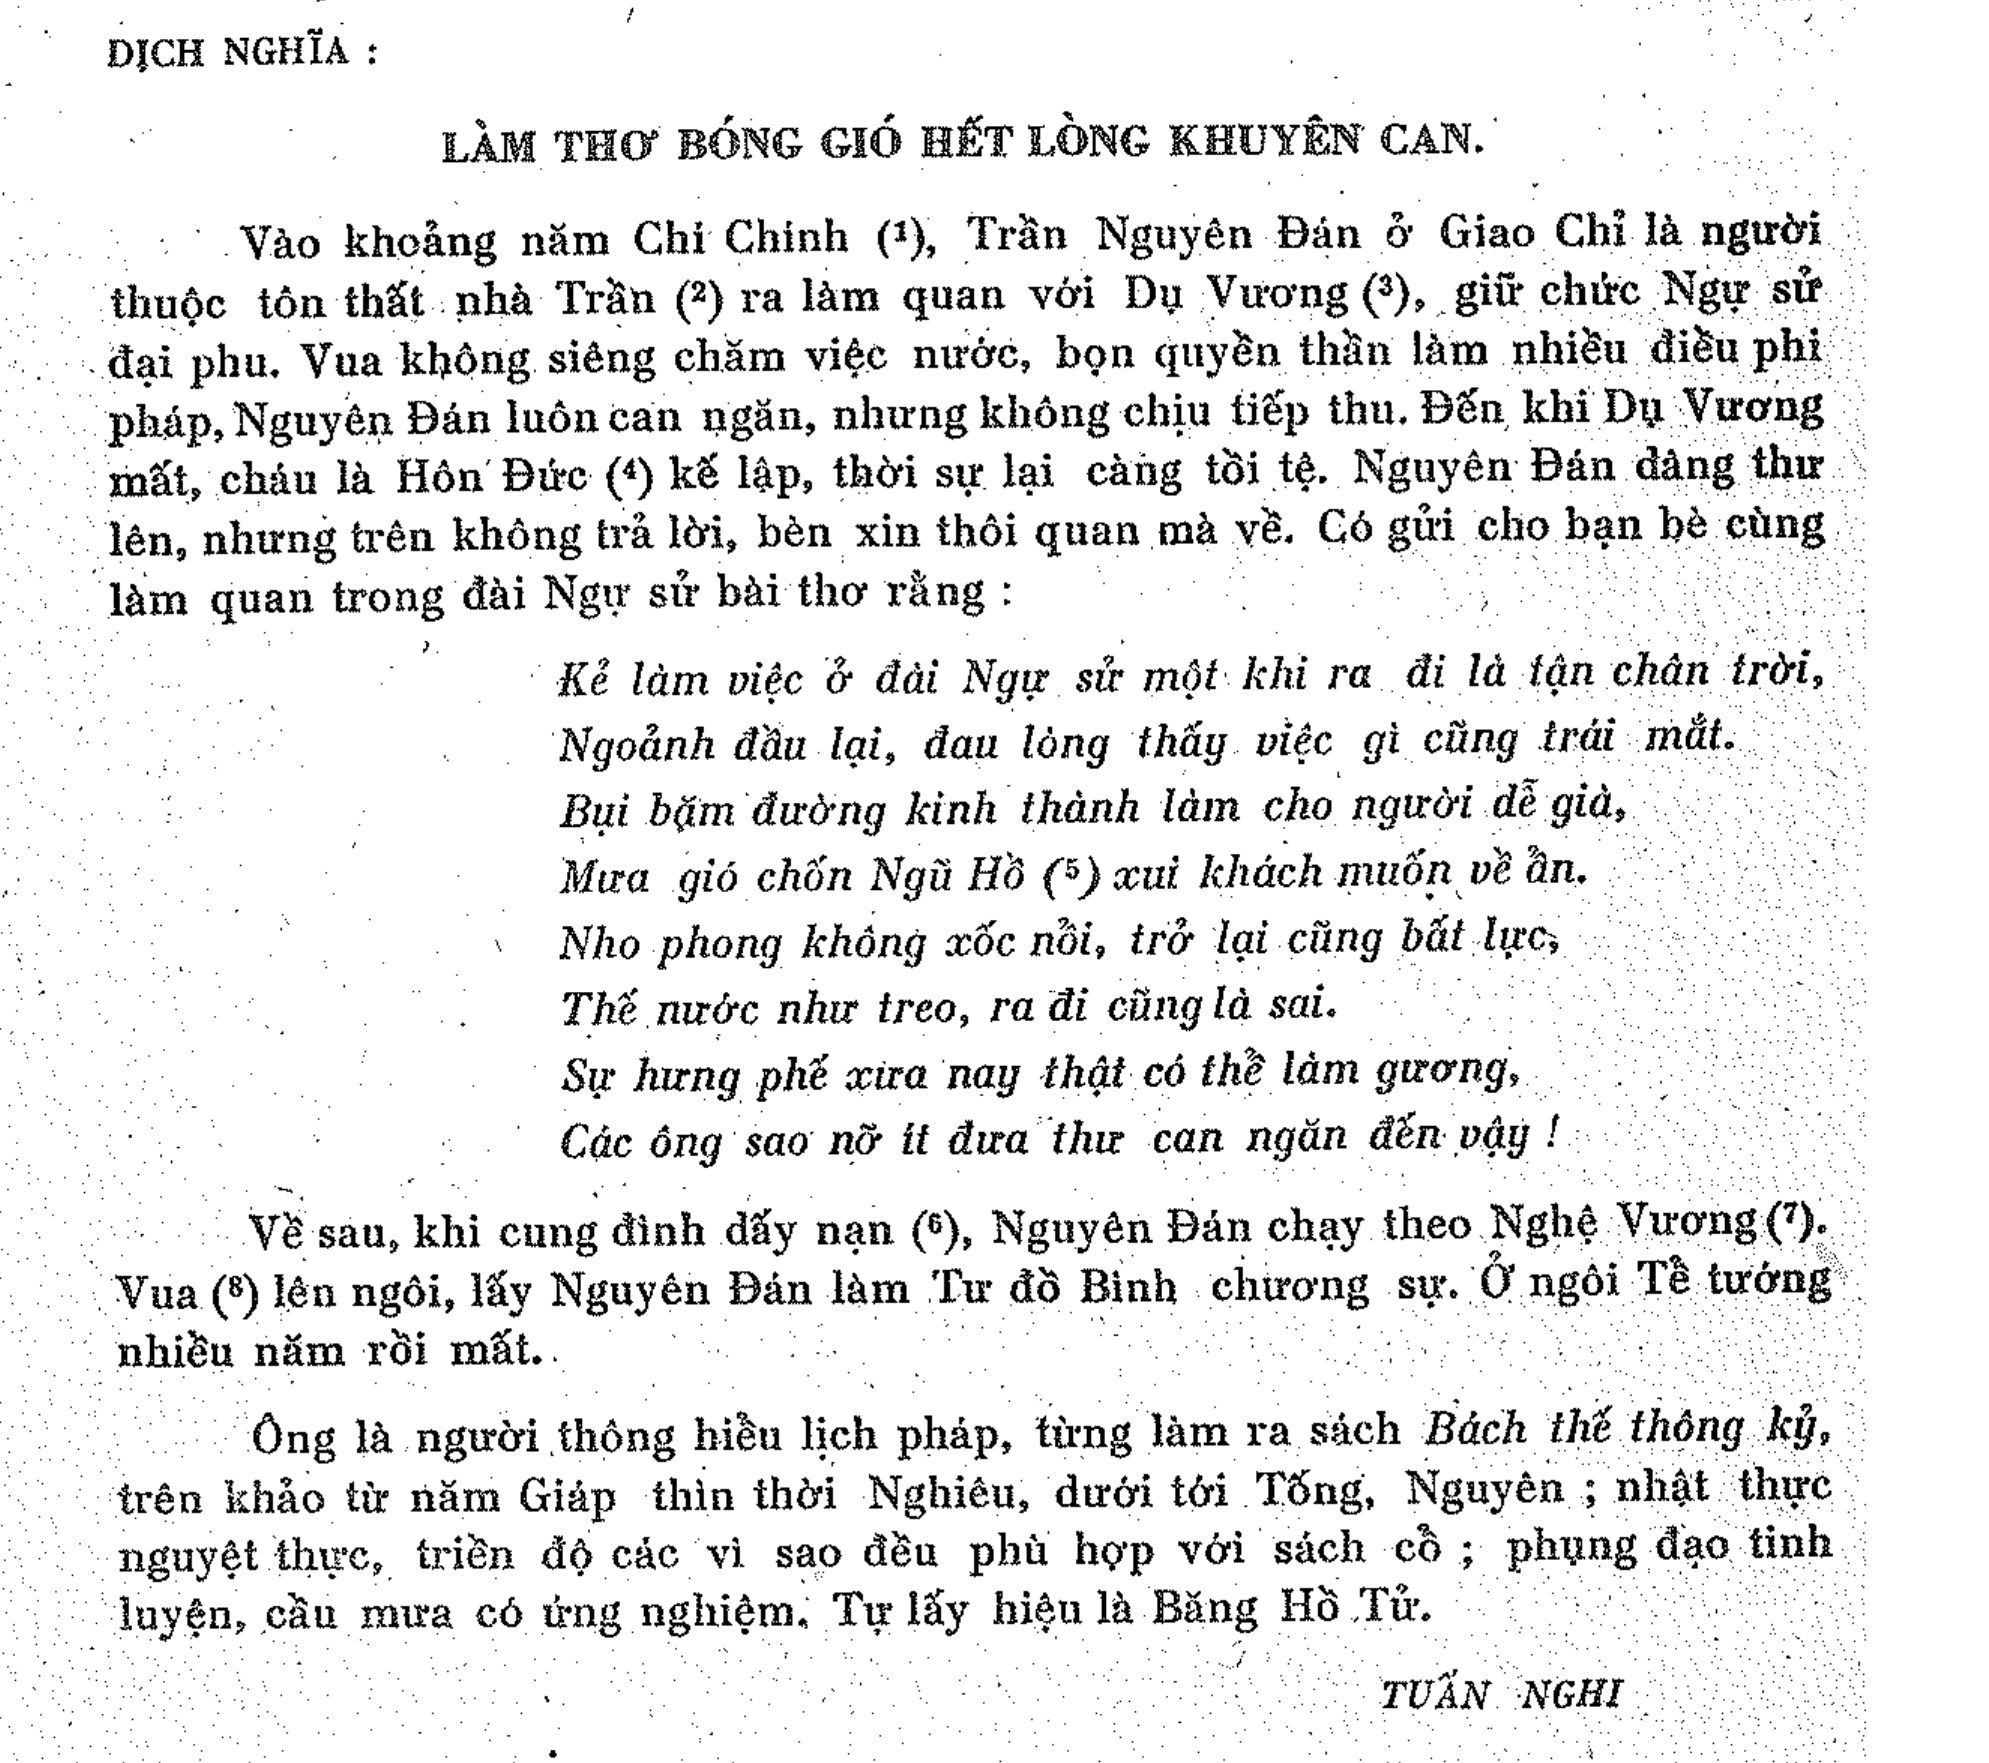 DỊCH NGHĨA :
LÀM THƠ BÓNG GIÓ HẾT LÒNG KHUYÊN CAN.
Vào khoảng năm Chí Chính (1), Trần Nguyên Đán ở Giao Chỉ là người
thuộc tôn thất nhà Trần (2) ra làm quan với Dụ Vương (3), giữ chức Ngự sử
đại phu. Vua không siêng chăm việc nước, bọn quyền thần làm nhiều điều phi
pháp, Nguyên Đán luôn can ngăn, nhưng không chịu tiếp thu. Đến khi Dụ Vương
mất, cháu là Hôn Đức (4) kế lập, thời sự lại càng tồi tệ. Nguyên Đán dâng thư
lên, nhưng trên không trả lời, bèn xin thôi quan mà về. Có gửi cho bạn bè cùng
làm quan trong đài Ngự sử bài thơ rằng :
Kẻ làm việc ở đài Ngự sử một khi ra đi là tận chân trời,
Ngoảnh đầu lại, đau lòng thấy việc gì cũng trái mắt.
Bụi bặm đường kinh thành làm cho người dễ già,
Mưa gió chốn Ngũ Hồ (5) xui khách muốn về ẩn.
Nho phong không xốc nổi, trở lại cũng bất lực,
Thế nước như treo, ra đi cũng là sai.
Sự hưng phế xưa nay thật có thể làm gương,
Các ông sao nỡ ít đưa thư can ngăn đến vậy !
Về sau, khi cung đình dấy nạn (6), Nguyên Đán chạy theo Nghệ Vương (7).
Vua (8) lên ngôi, lấy Nguyên Đán làm Tư đồ Bình chương sự. Ở ngôi Tể tướng
nhiều năm rồi mất.
Ông là người thông hiểu lịch pháp, từng làm ra sách Bách thế thông kỷ,
trên khảo từ năm Giáp thìn thời Nghiêu, dưới tới Tống, Nguyên ; nhật thực
nguyệt thực, triền độ các vì sao đều phù hợp với sách cổ ; phụng đạo tinh
luyện, cầu mưa có ứng nghiệm. Tự lấy hiệu là Băng Hồ Tử.
TUẤN NGHI